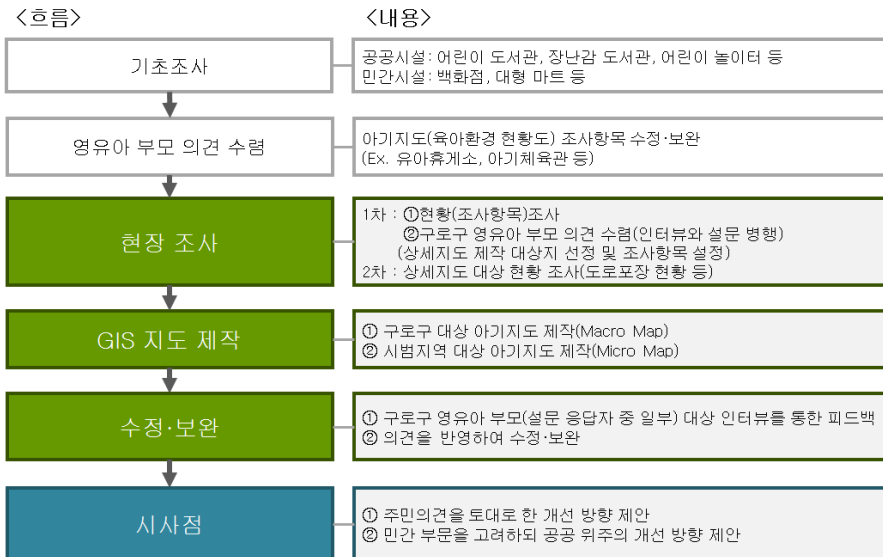 <흐름>
<내용>
기초조사
공공시설: 어린이 도서관, 장난감 도서관, 어린이 놀이터 등
민간시설: 백화점, 대형 마트 등
영유아 부모 의견 수렴
아기지도(육아환경 현황도) 조사항목 수정·보완
(Ex. 유아휴게소, 아기체육관 등)
현장 조사
1차 : ①현황(조사항목)조사
②구로구 영유아 부모 의견 수렴(인터뷰와 설문 병행)
(상세지도 제작 대상지 선정 및 조사항목 설정)
2차 : 상세지도 대상 현황 조사(도로포장 현황 등)
GIS 지도 제작
① 구로구 대상 아기지도 제작(Macro Map)
② 시범지역 대상 아기지도 제작(Micro Map)
수정·보완
① 구로구 영유아 부모(설문 응답자 중 일부) 대상 인터뷰를 통한 피드백
② 의견을 반영하여 수정·보완
시사점
① 주민의견을 토대로 한 개선 방향 제안
② 민간 부문을 고려하되 공공 위주의 개선 방향 제안